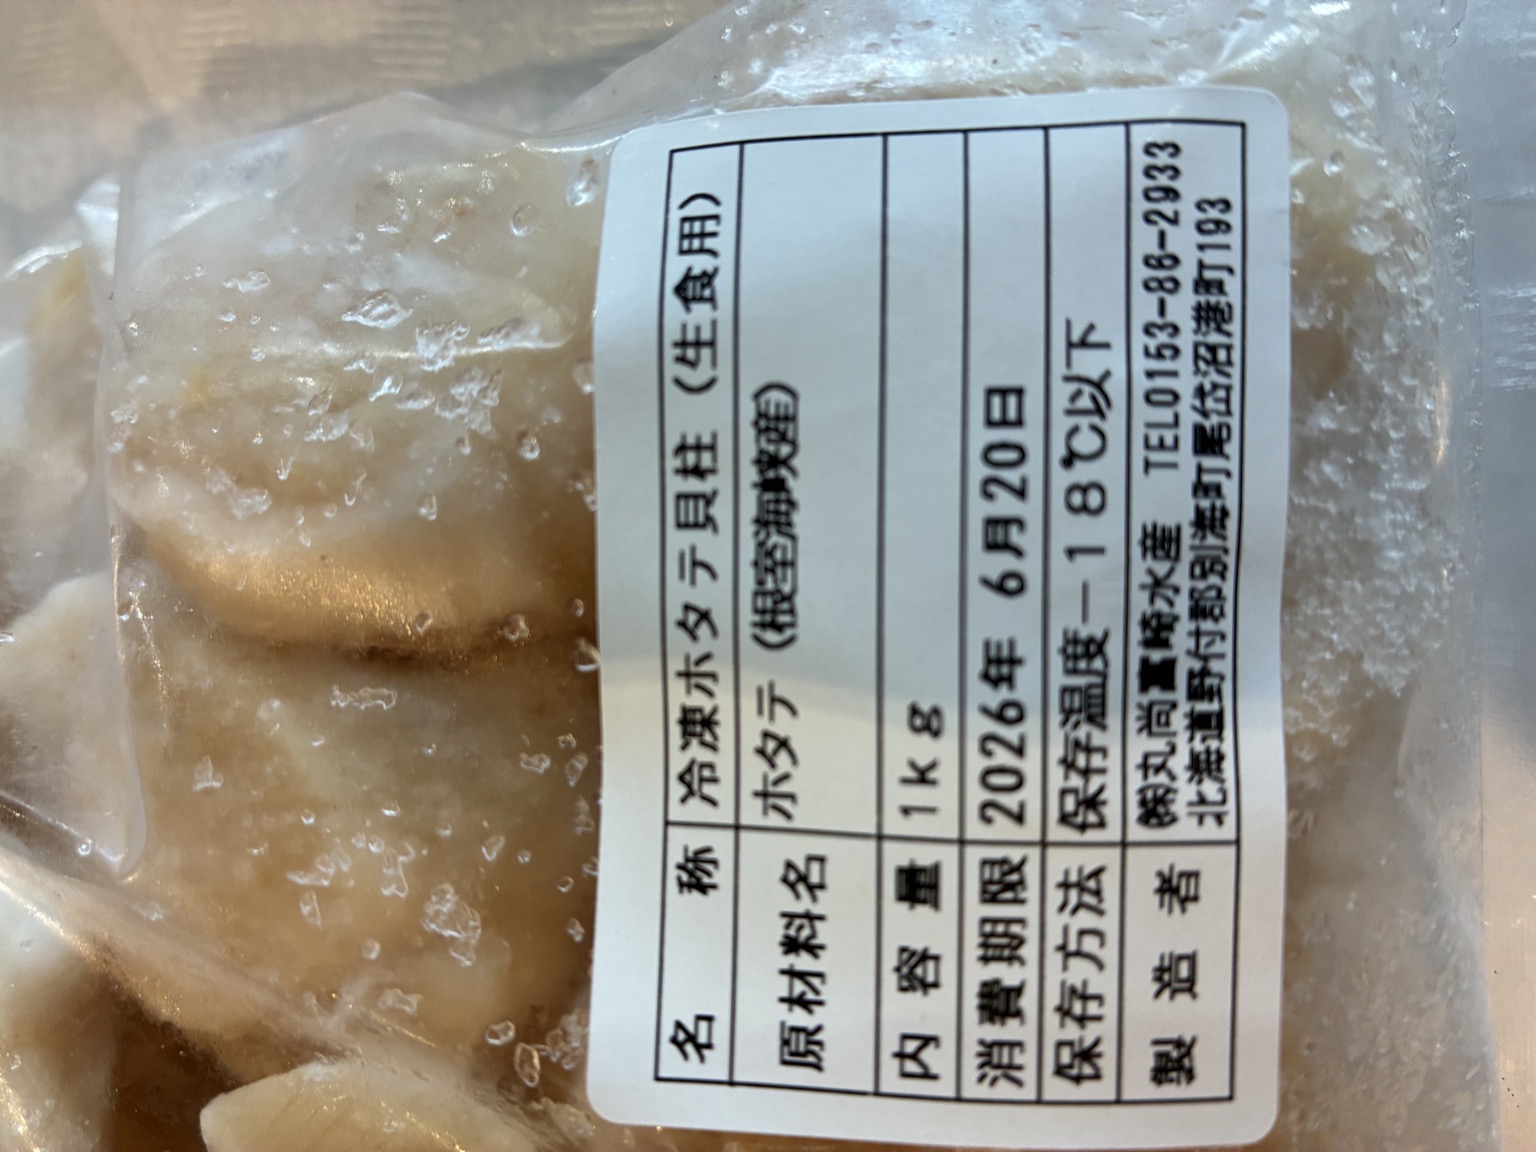 名称 冷凍ホタテ貝柱（生食用）
原材料名 ホタテ（根室海峡産）
内容量 1kg
消費期限 2026年 6月20日
保存方法 保存温度－18℃以下
製造者 ㈱丸尚富崎水産 TEL0153-86-2933
北海道野付郡別海町尾岱沼港町193